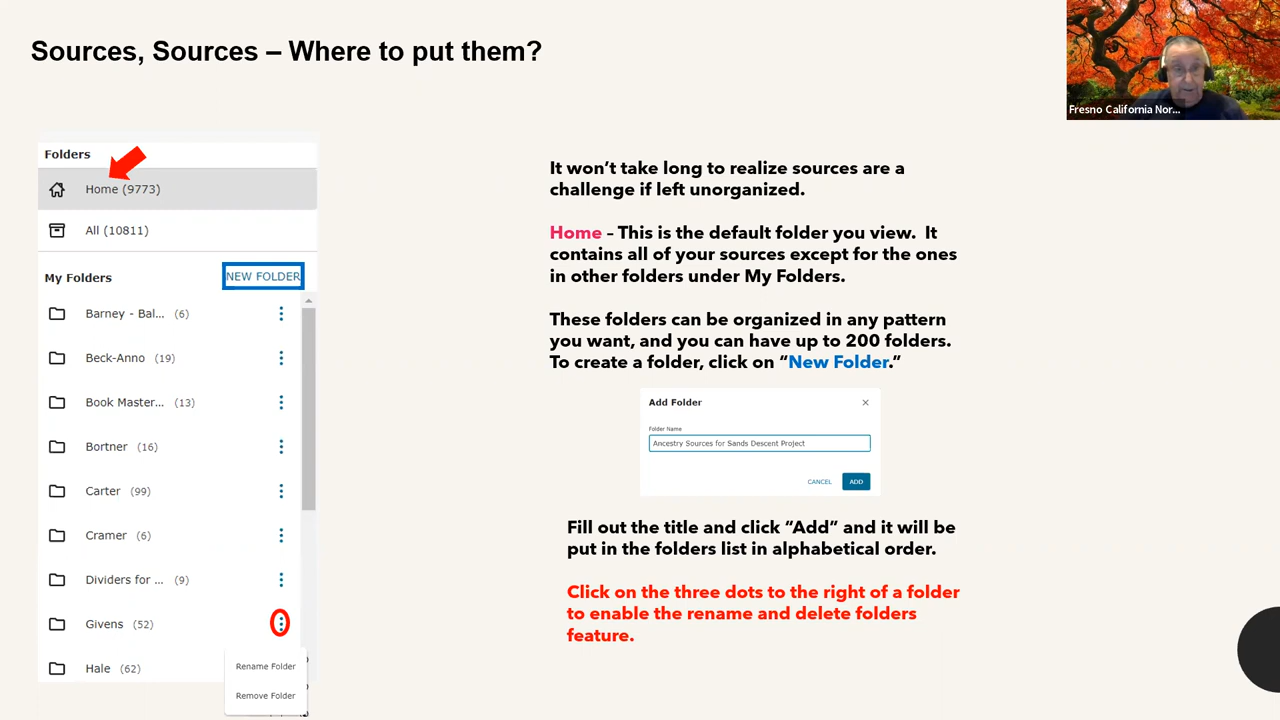 Sources, Sources – Where to put them?
Fresno California Nor...
Folders
Home (9773)
All (10811)
My Folders
NEW FOLDER
Barney - Bal... (6)
Beck-Anno (19)
Book Master... (13)
Bortner (16)
Carter (99)
Cramer (6)
Dividers for ... (9)
Givens (52)
Hale (62)
Rename Folder
Remove Folder
It won’t take long to realize sources are a
challenge if left unorganized.
Home – This is the default folder you view. It
contains all of your sources except for the ones
in other folders under My Folders.
These folders can be organized in any pattern
you want, and you can have up to 200 folders.
To create a folder, click on “New Folder.”
Add Folder
Folder Name
Ancestry Sources for Sands Descent Project
CANCEL
ADD
Fill out the title and click “Add” and it will be
put in the folders list in alphabetical order.
Click on the three dots to the right of a folder
to enable the rename and delete folders
feature.